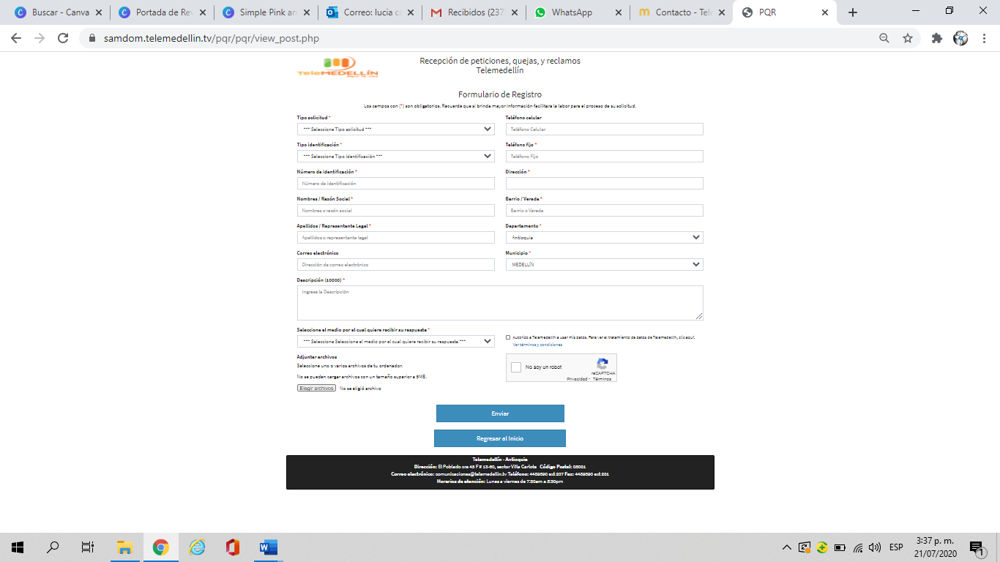 Buscar - Canva
Portada de Rev
Simple Pink an
Correo: lucia c
Recibidos (237
WhatsApp
Contacto - Tele
PQR
samdom.telemedellin.tv/pqr/pqr/view_post.php
TeleMEDELLÍN
Recepción de peticiones, quejas, y reclamos
Telemedellín
Formulario de Registro
Los campos con (*) son obligatorios. Recuerde que si brinda mayor información facilitara la labor para el proceso de su solicitud.
Tipo solicitud *
*** Seleccione Tipo solicitud ***
Teléfono celular
Teléfono Celular
Tipo identificación *
*** Seleccione Tipo identificación ***
Teléfono fijo *
Teléfono Fijo
Número de identificación *
Número de identificación
Dirección *
Nombres / Razón Social *
Nombres o razón social
Barrio / Vereda *
Barrio o Vereda
Apellidos / Representante Legal *
Apellidos o representante legal
Departamento *
Antioquia
Correo electrónico
Dirección de correo electrónico
Municipio *
MEDELLÍN
Descripción (10000) *
Ingrese la Descripción
Seleccione el medio por el cual quiere recibir su respuesta *
*** Seleccione Seleccione el medio por el cual quiere recibir su respuesta ***
Autorizo a Telemedellín a usar mis datos. Para ver el tratamiento de datos de Telemedellín, clic aquí.
Ver términos y condiciones
Adjuntar archivos
Seleccione uno o varios archivos de tu ordenador.
No se pueden cargar archivos con un tamaño superior a 5MB.
Elegir archivos No se eligió archivo
No soy un robot
reCAPTCHA
Privacidad - Términos
Enviar
Regresar al Inicio
Telemedellín - Antioquia
Dirección: El Poblado cra 43 F # 18-60, sector Villa Carlota Código Postal: 05001
Correo electrónico: comunicaciones@telemedellin.tv Teléfono: 4489590 ext 207 Fax: 4489590 ext 201
Horarios de atención: Lunes a viernes de 7:30am a 5:30pm
ESP
3:37 p. m.
21/07/2020
1